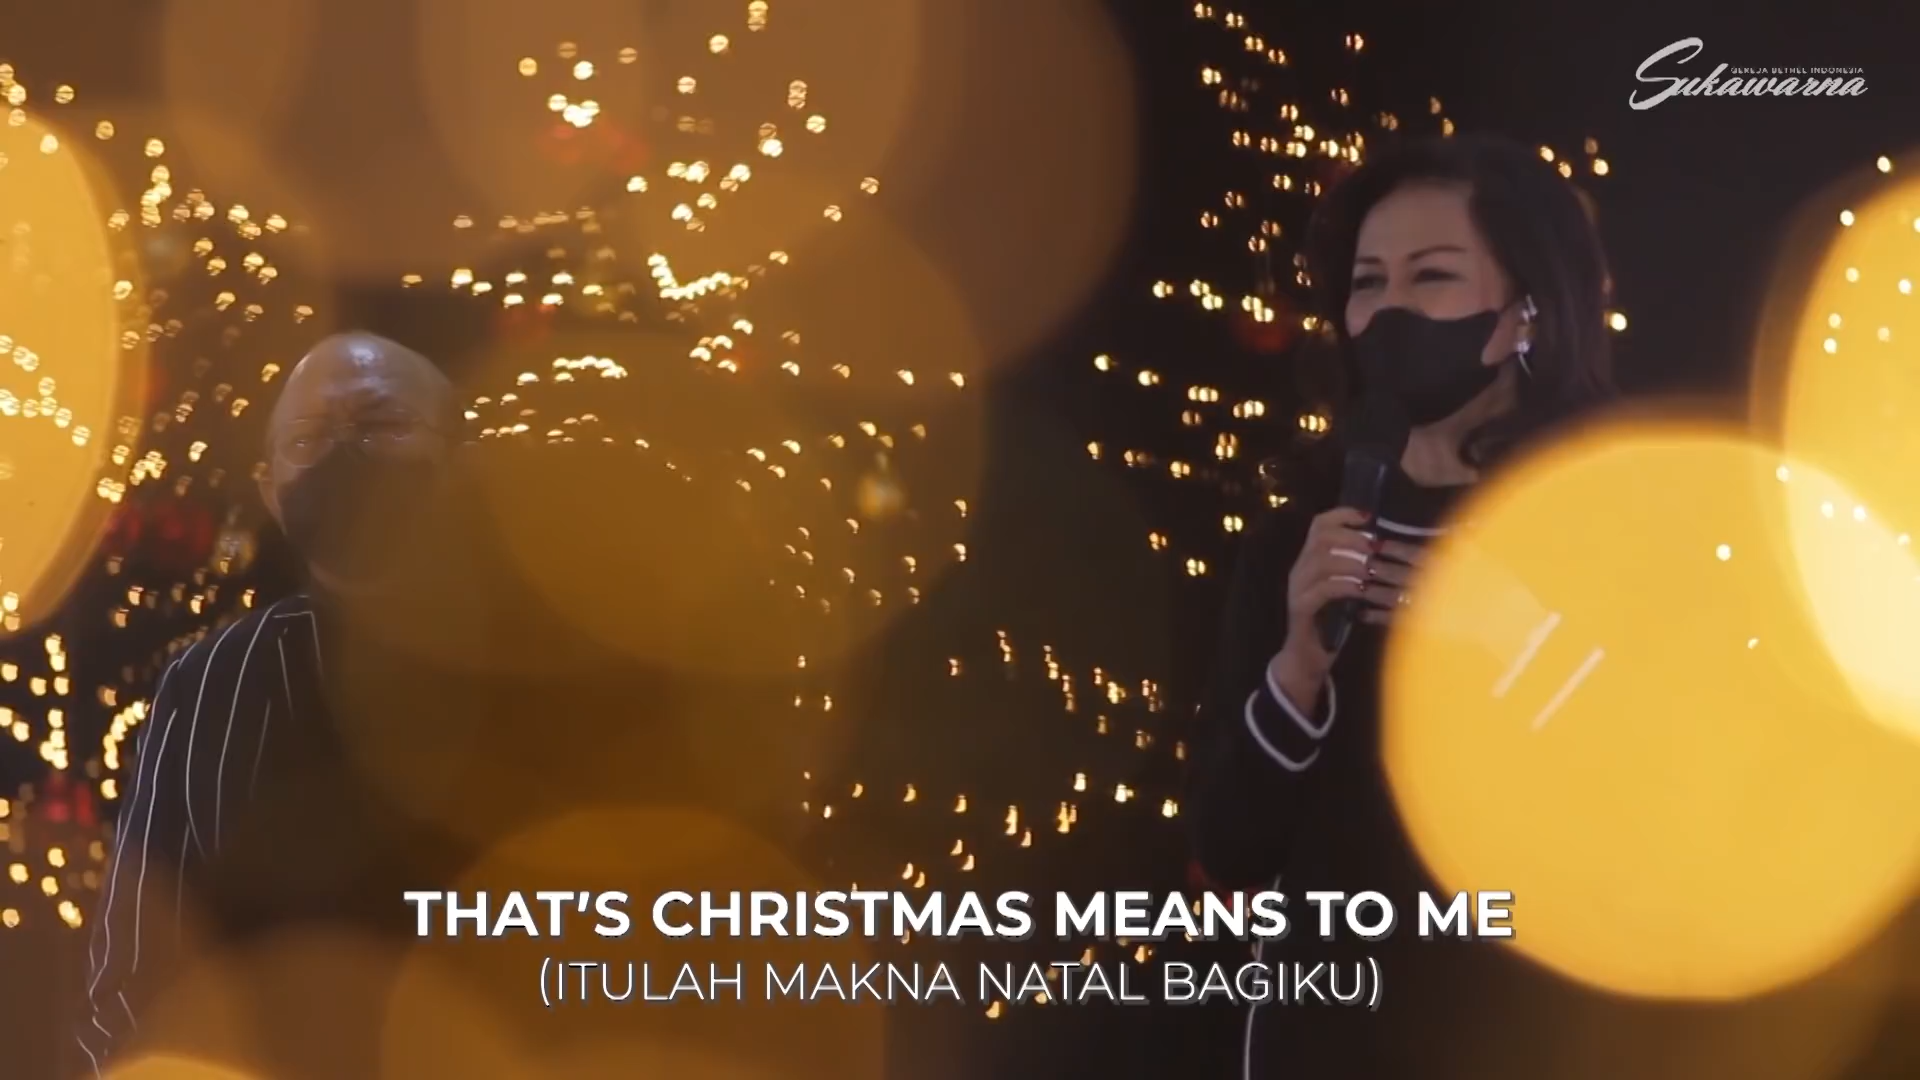 GEREJA BETHEL INDONESIA
Sukawarna
THAT'S CHRISTMAS MEANS TO ME
(ITULAH MAKNA NATAL BAGIKU)